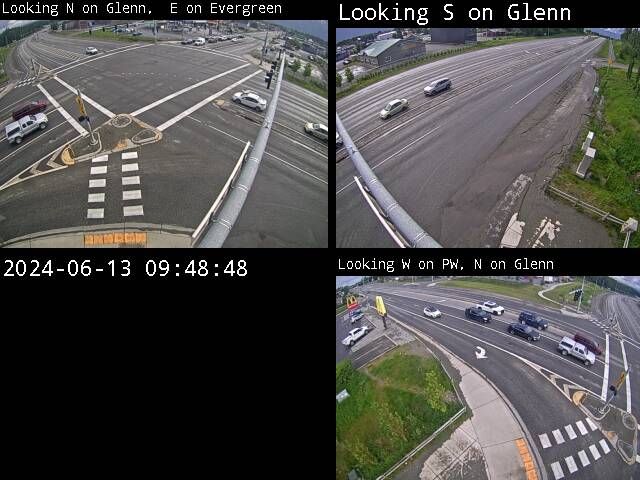 Looking N on Glenn, E on Evergreen
Looking S on Glenn
2024-06-13 09:48:48
Looking W on PW, N on Glenn